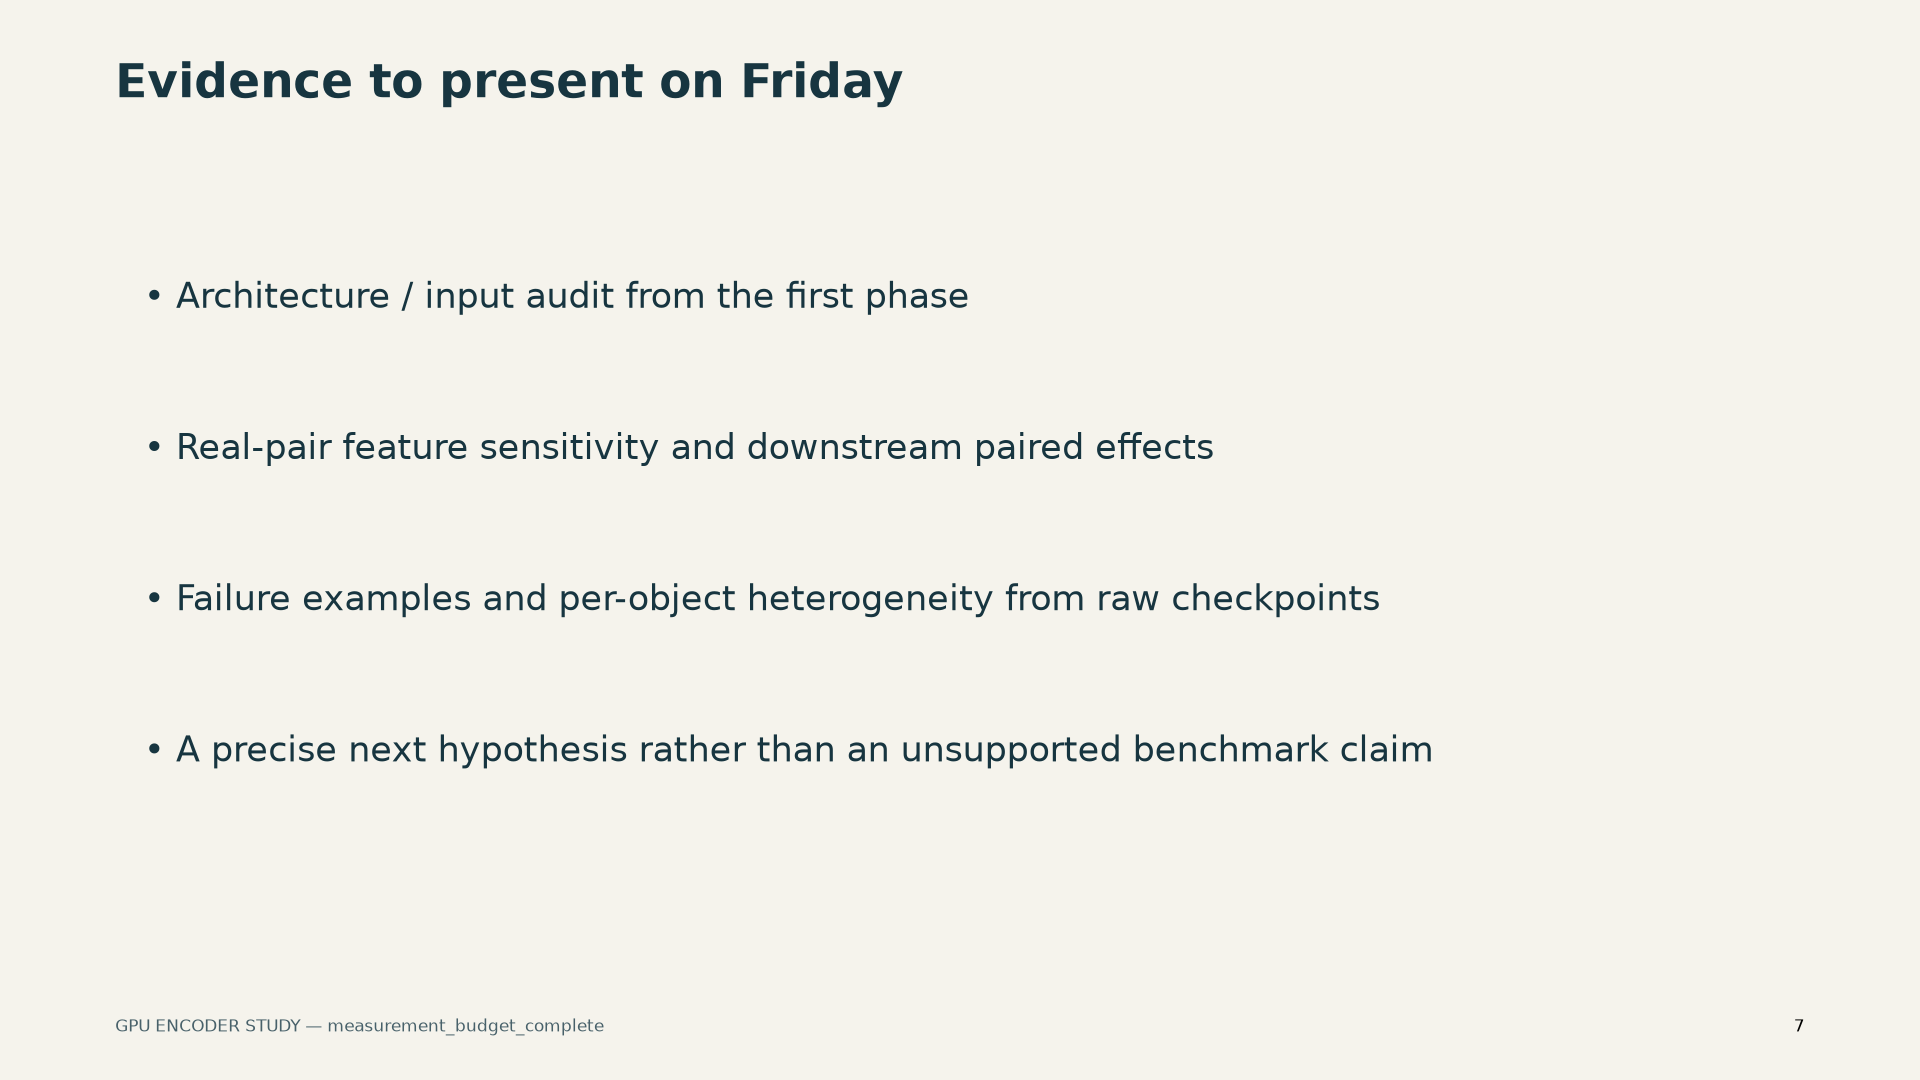 Evidence to present on Friday
• Architecture / input audit from the first phase
• Real-pair feature sensitivity and downstream paired effects
• Failure examples and per-object heterogeneity from raw checkpoints
• A precise next hypothesis rather than an unsupported benchmark claim
GPU ENCODER STUDY — measurement_budget_complete
7